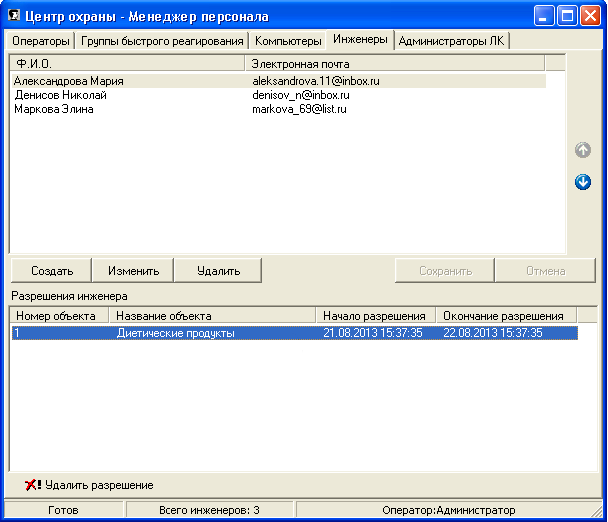 Центр охраны - Менеджер персонала
Операторы Группы быстрого реагирования Компьютеры Инженеры Администраторы ЛК
Ф.И.О. Электронная почта
Александрова Мария aleksandrova.11@inbox.ru
Денисов Николай denisov_n@inbox.ru
Маркова Элина markova_69@list.ru
Создать Изменить Удалить Сохранить Отмена
Разрешения инженера
Номер объекта Название объекта Начало разрешения Окончание разрешения
1 Диетические продукты 21.08.2013 15:37:35 22.08.2013 15:37:35
Удалить разрешение
Готов Всего инженеров: 3 Оператор:Администратор